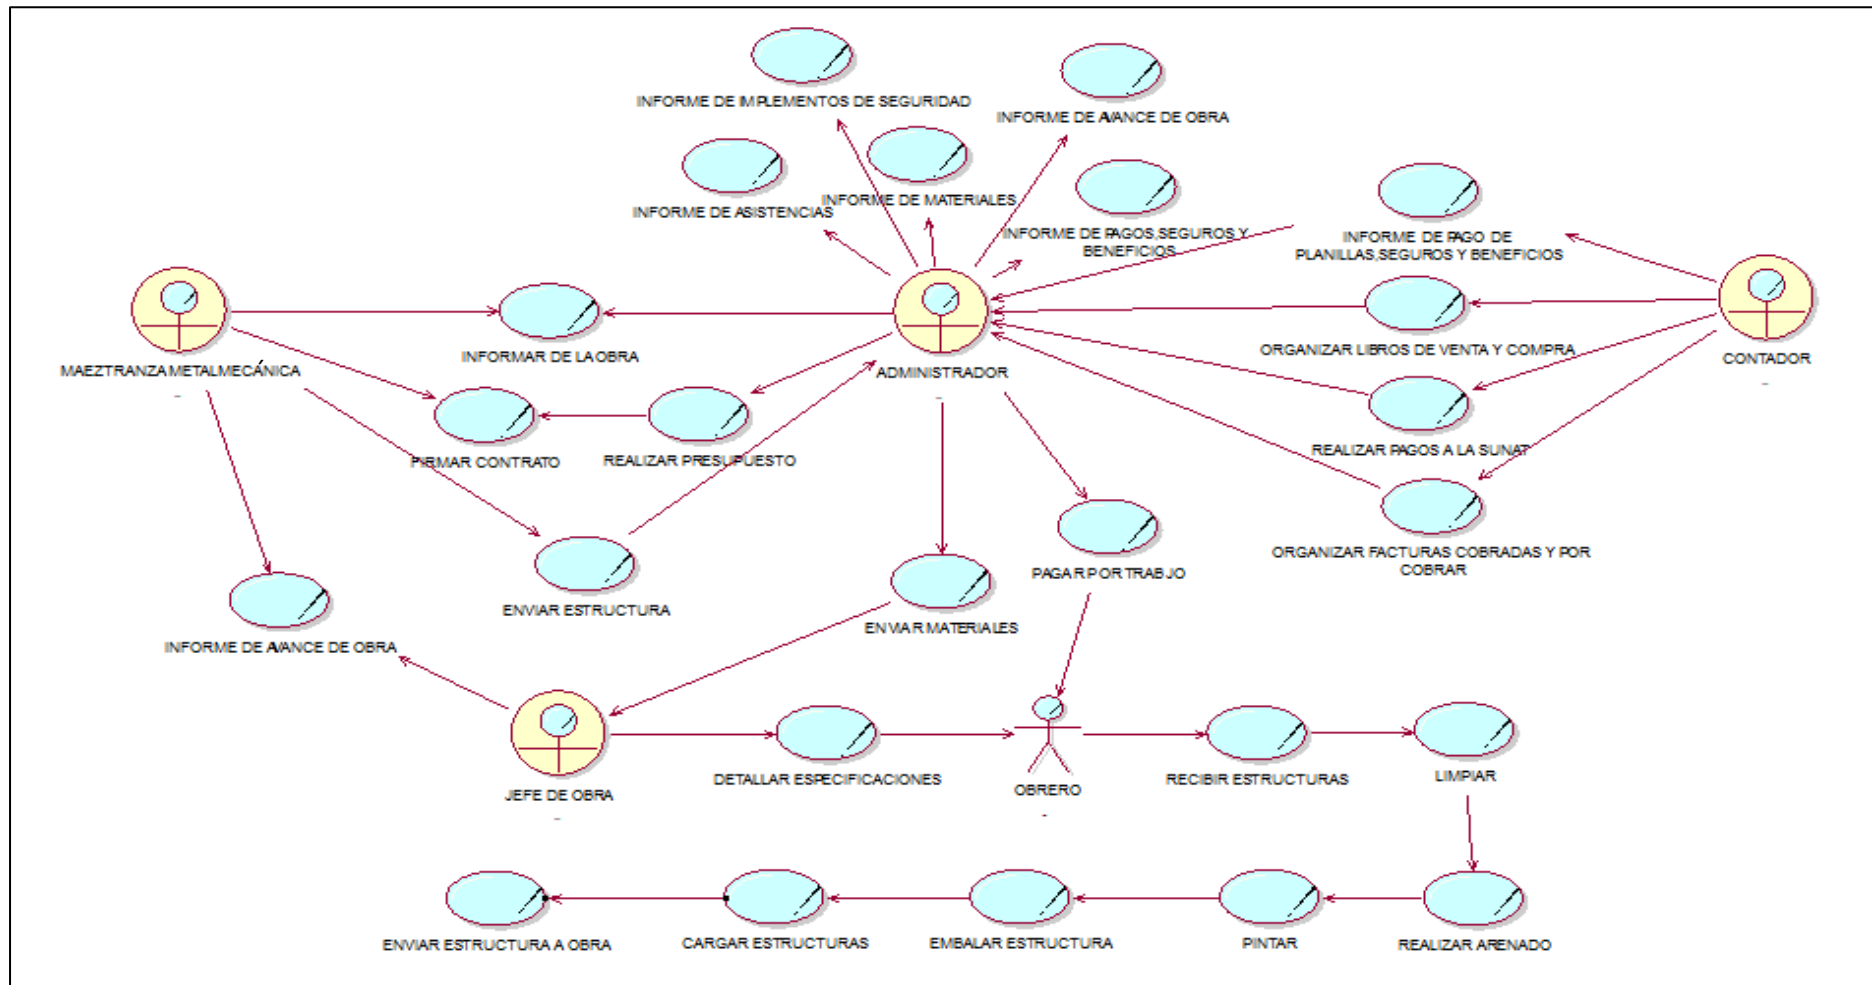 INFORME DE IMPLEMENTOS DE SEGURIDAD
INFORME DE AVANCE DE OBRA
INFORME DE ASISTENCIAS
INFORME DE MATERIALES
INFORME DE PAGOS,SEGUROS Y
BENEFICIOS
INFORME DE PAGO DE
PLANILLAS,SEGUROS Y BENEFICIOS
MAEZTRANZA METALMECÁNICA
INFORMAR DE LA OBRA
ADMINISTRADOR
ORGANIZAR LIBROS DE VENTA Y COMPRA
CONTADOR
FIRMAR CONTRATO
REALIZAR PRESUPUESTO
REALIZAR PAGOS A LA SUNAT
ORGANIZAR FACTURAS COBRADAS Y POR
COBRAR
ENVIAR ESTRUCTURA
ENVIAR MATERIALES
PAGAR POR TRABJO
INFORME DE AVANCE DE OBRA
JEFE DE OBRA
DETALLAR ESPECIFICACIONES
OBRERO
RECIBIR ESTRUCTURAS
LIMPIAR
ENVIAR ESTRUCTURA A OBRA
CARGAR ESTRUCTURAS
EMBALAR ESTRUCTURA
PINTAR
REALIZAR ARENADO